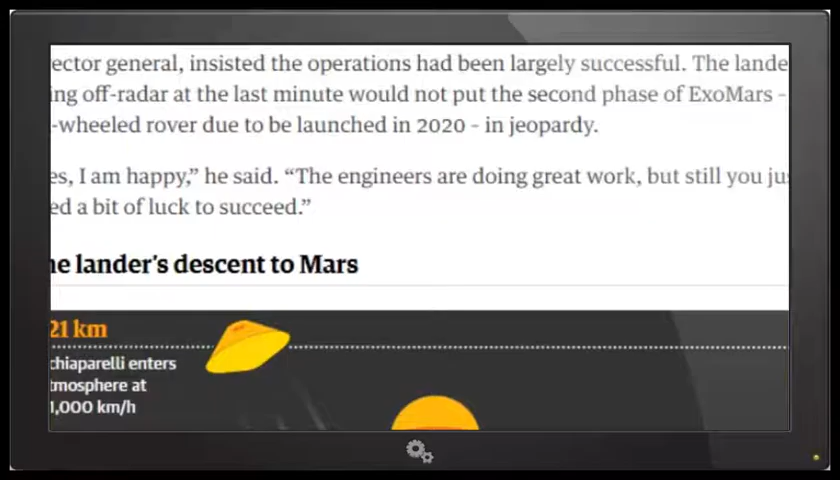 ector general, insisted the operations had been largely successful. The lande
ing off-radar at the last minute would not put the second phase of ExoMars -
-wheeled rover due to be launched in 2020 - in jeopardy.
es, I am happy,” he said. “The engineers are doing great work, but still you ju
ed a bit of luck to succeed.”
he lander’s descent to Mars
21 km
chiaparelli enters
tmosphere at
1,000 km/h